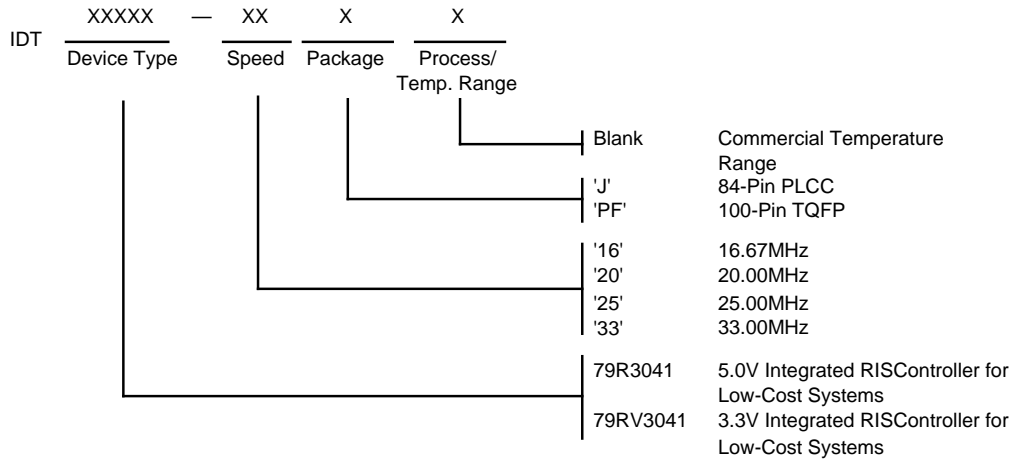 XXXXX — XX X X
IDT
Device Type Speed Package Process/
Temp. Range
Blank Commercial Temperature
Range
'J' 84-Pin PLCC
'PF' 100-Pin TQFP
'16' 16.67MHz
'20' 20.00MHz
'25' 25.00MHz
'33' 33.00MHz
79R3041 5.0V Integrated RISController for
Low-Cost Systems
79RV3041 3.3V Integrated RISController for
Low-Cost Systems